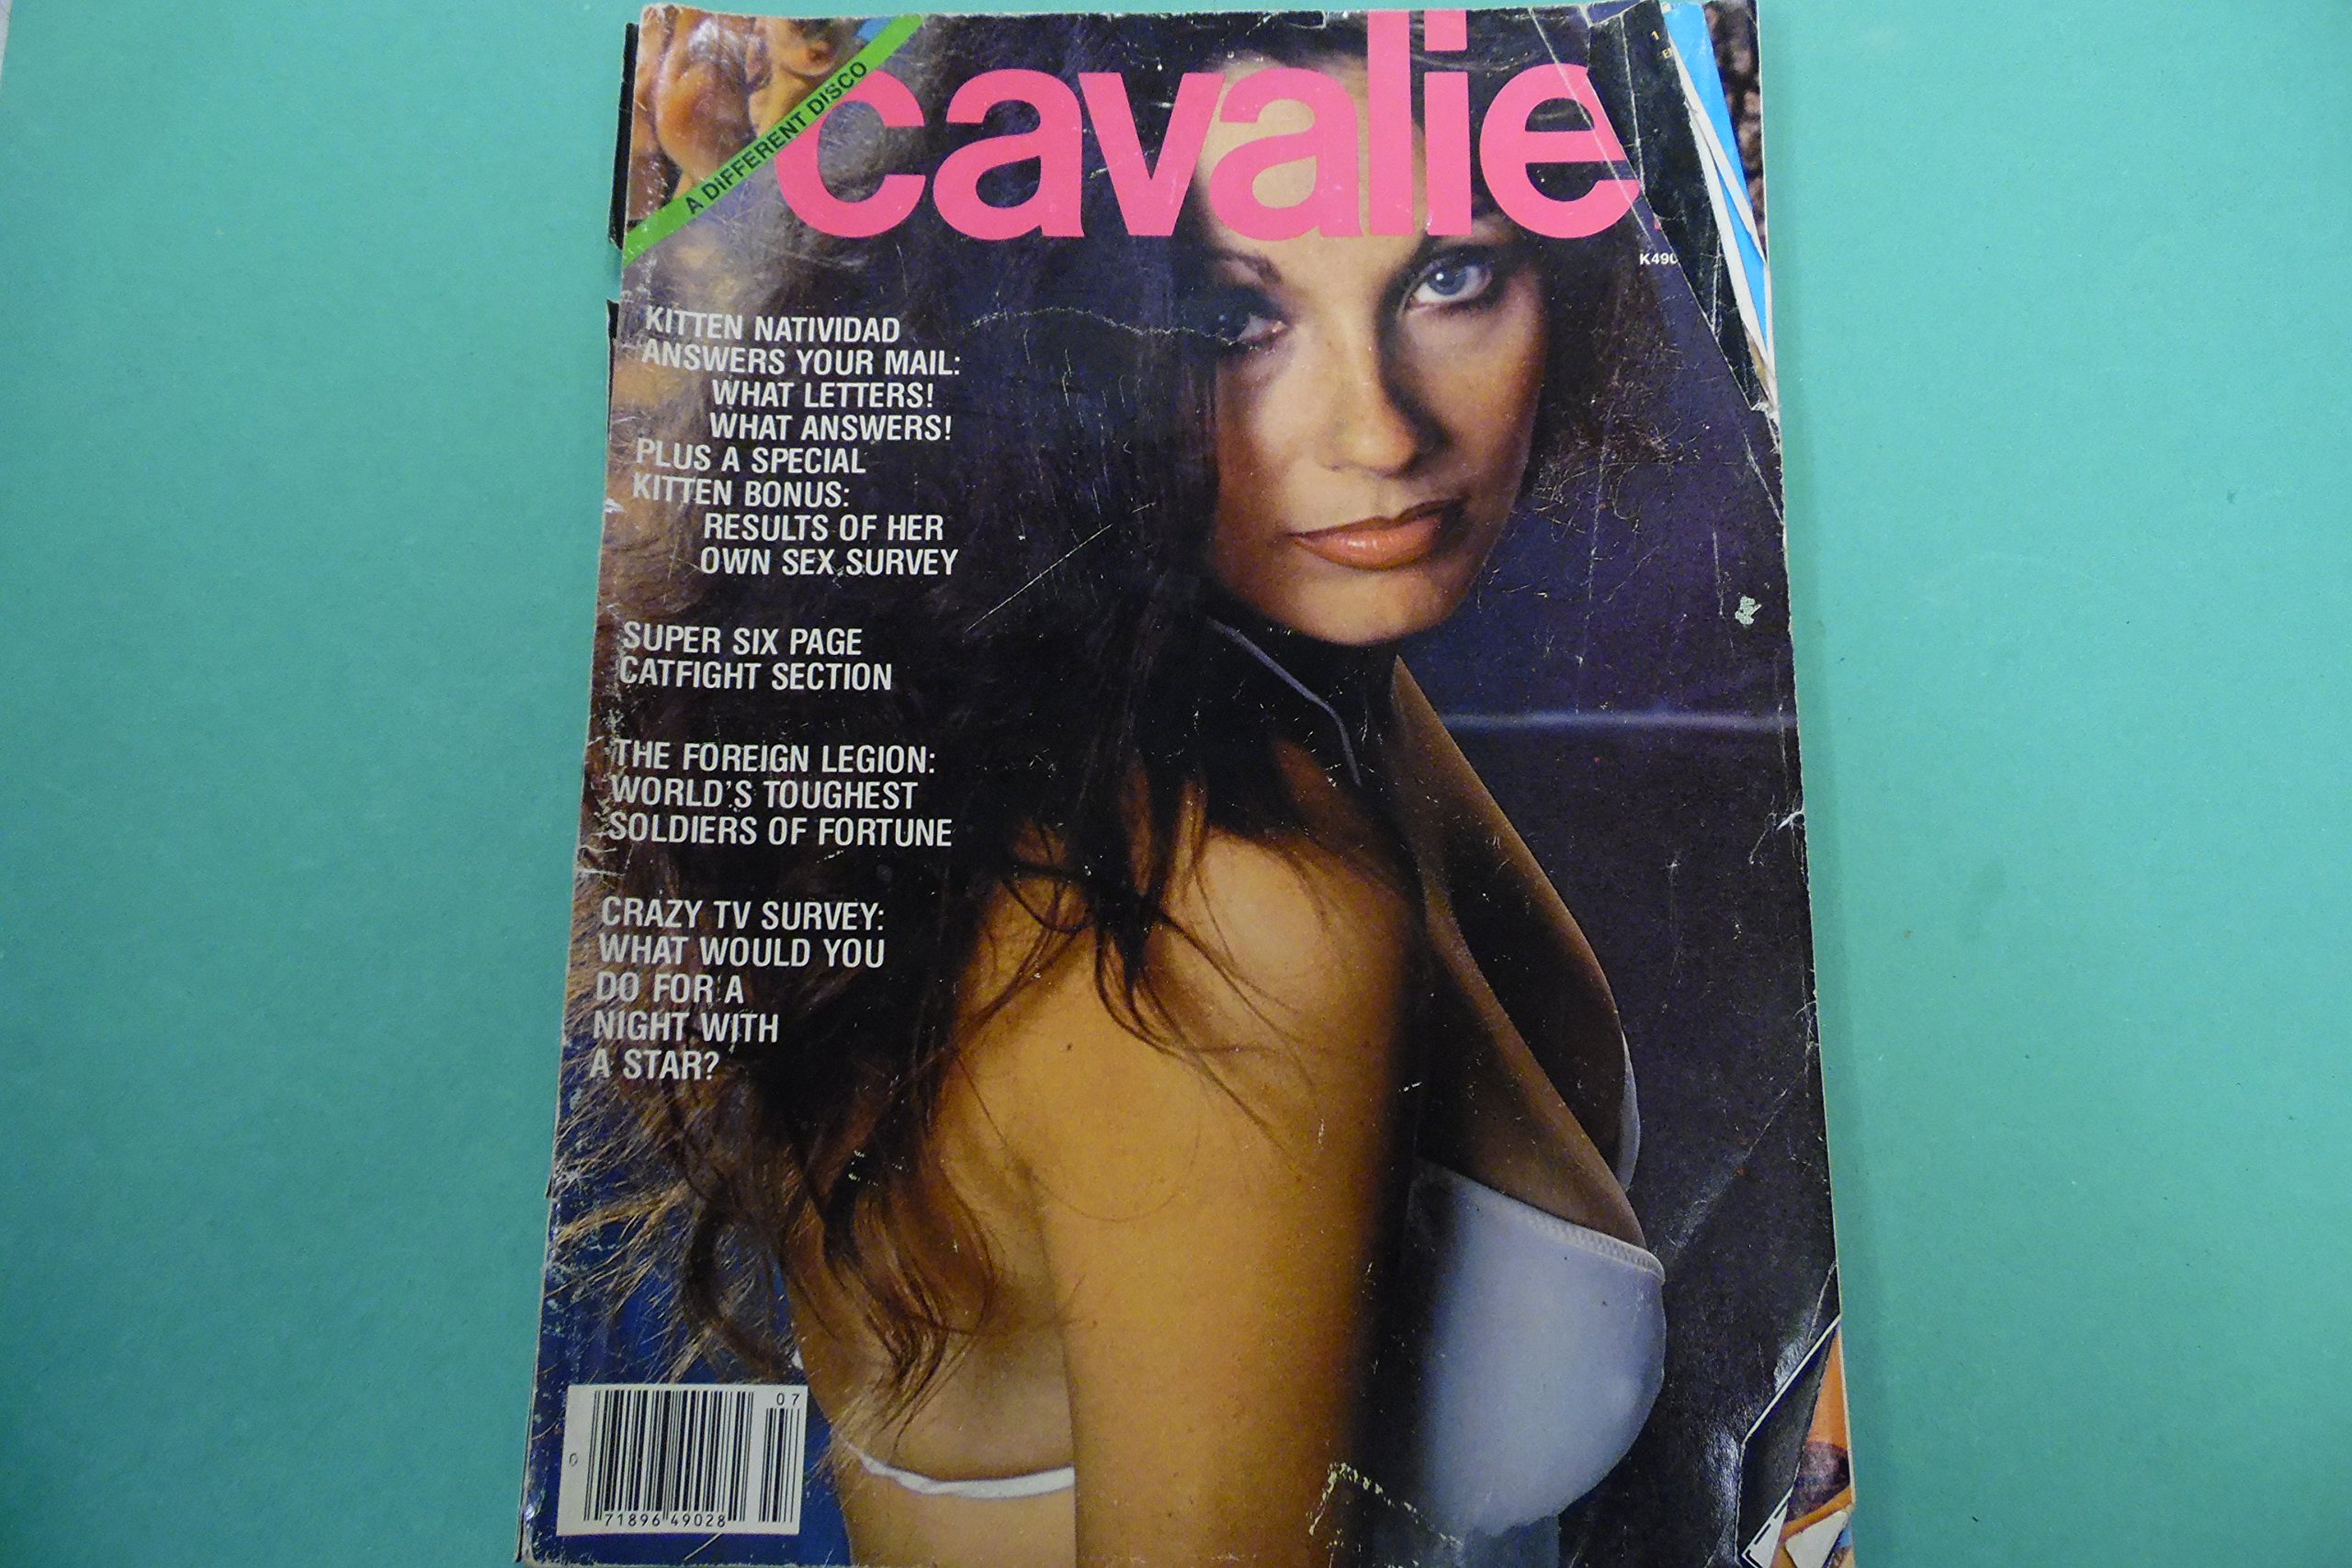 A DIFFERENT DISCO
cavalie
K490
KITTEN NATIVIDAD
ANSWERS YOUR MAIL:
WHAT LETTERS!
WHAT ANSWERS!
PLUS A SPECIAL
KITTEN BONUS:
RESULTS OF HER
OWN SEX SURVEY
SUPER SIX PAGE
CATFIGHT SECTION
THE FOREIGN LEGION:
WORLD'S TOUGHEST
SOLDIERS OF FORTUNE
CRAZY TV SURVEY:
WHAT WOULD YOU
DO FOR A
NIGHT WITH
A STAR?
07
0 71896 49028